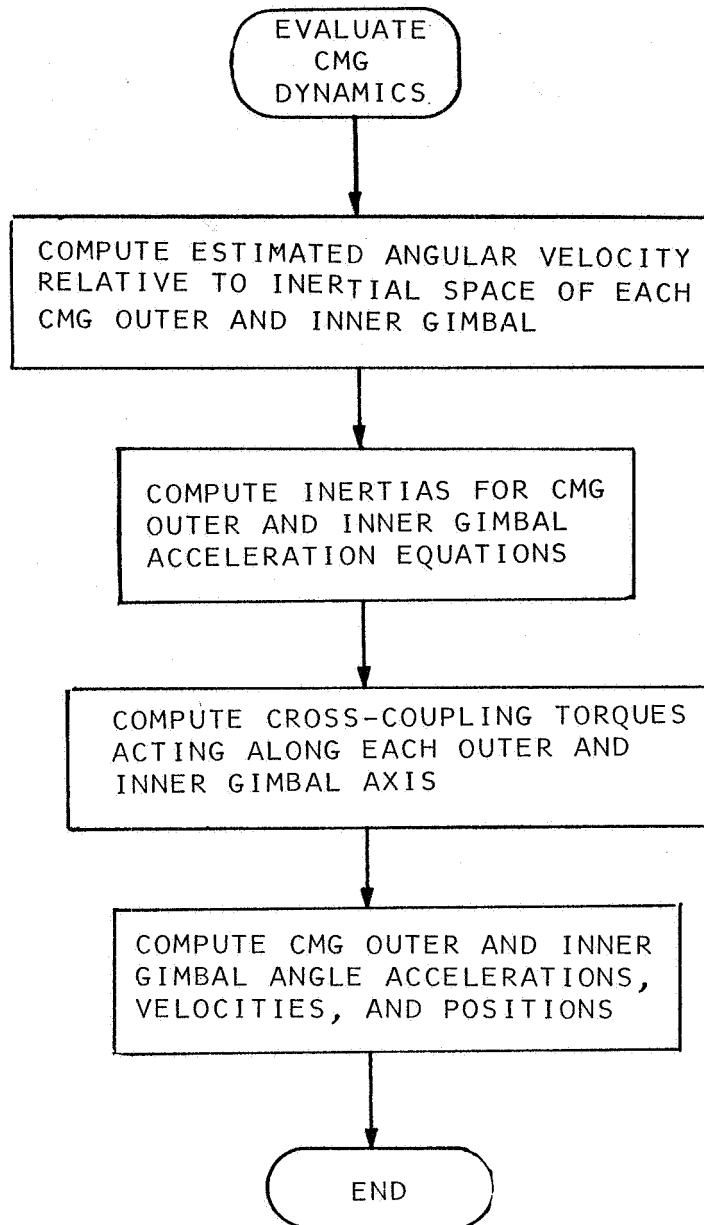 EVALUATE
CMG
DYNAMICS
COMPUTE ESTIMATED ANGULAR VELOCITY
RELATIVE TO INERTIAL SPACE OF EACH
CMG OUTER AND INNER GIMBAL
COMPUTE INERTIAS FOR CMG
OUTER AND INNER GIMBAL
ACCELERATION EQUATIONS
COMPUTE CROSS-COUPLING TORQUES
ACTING ALONG EACH OUTER AND
INNER GIMBAL AXIS
COMPUTE CMG OUTER AND INNER
GIMBAL ANGLE ACCELERATIONS,
VELOCITIES, AND POSITIONS
END